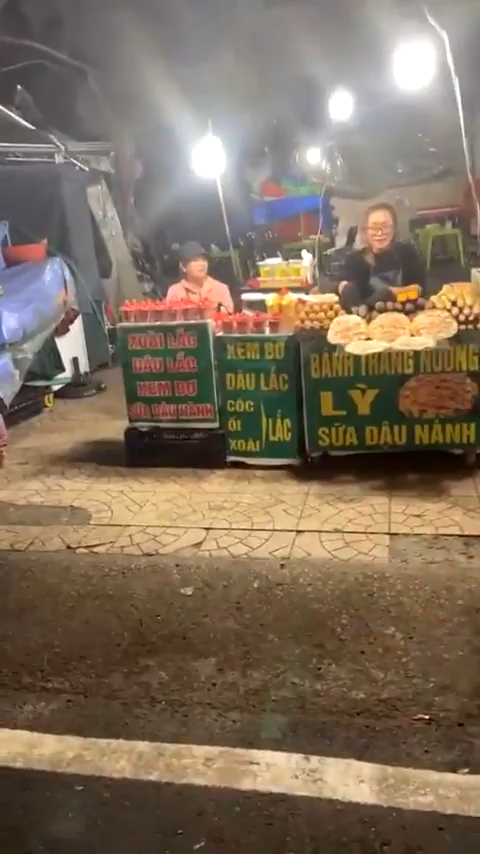 XOÀI LẮC
DÂU LẮC
KEM BƠ
SỮA DÂU NÀNH
KEM BƠ
DÂU LẮC
CÓC
ỔI
XOÀI
LẮC
BÁNH TRÁNG NƯỚNG
LỲ
SỮA ĐẬU NÀNH